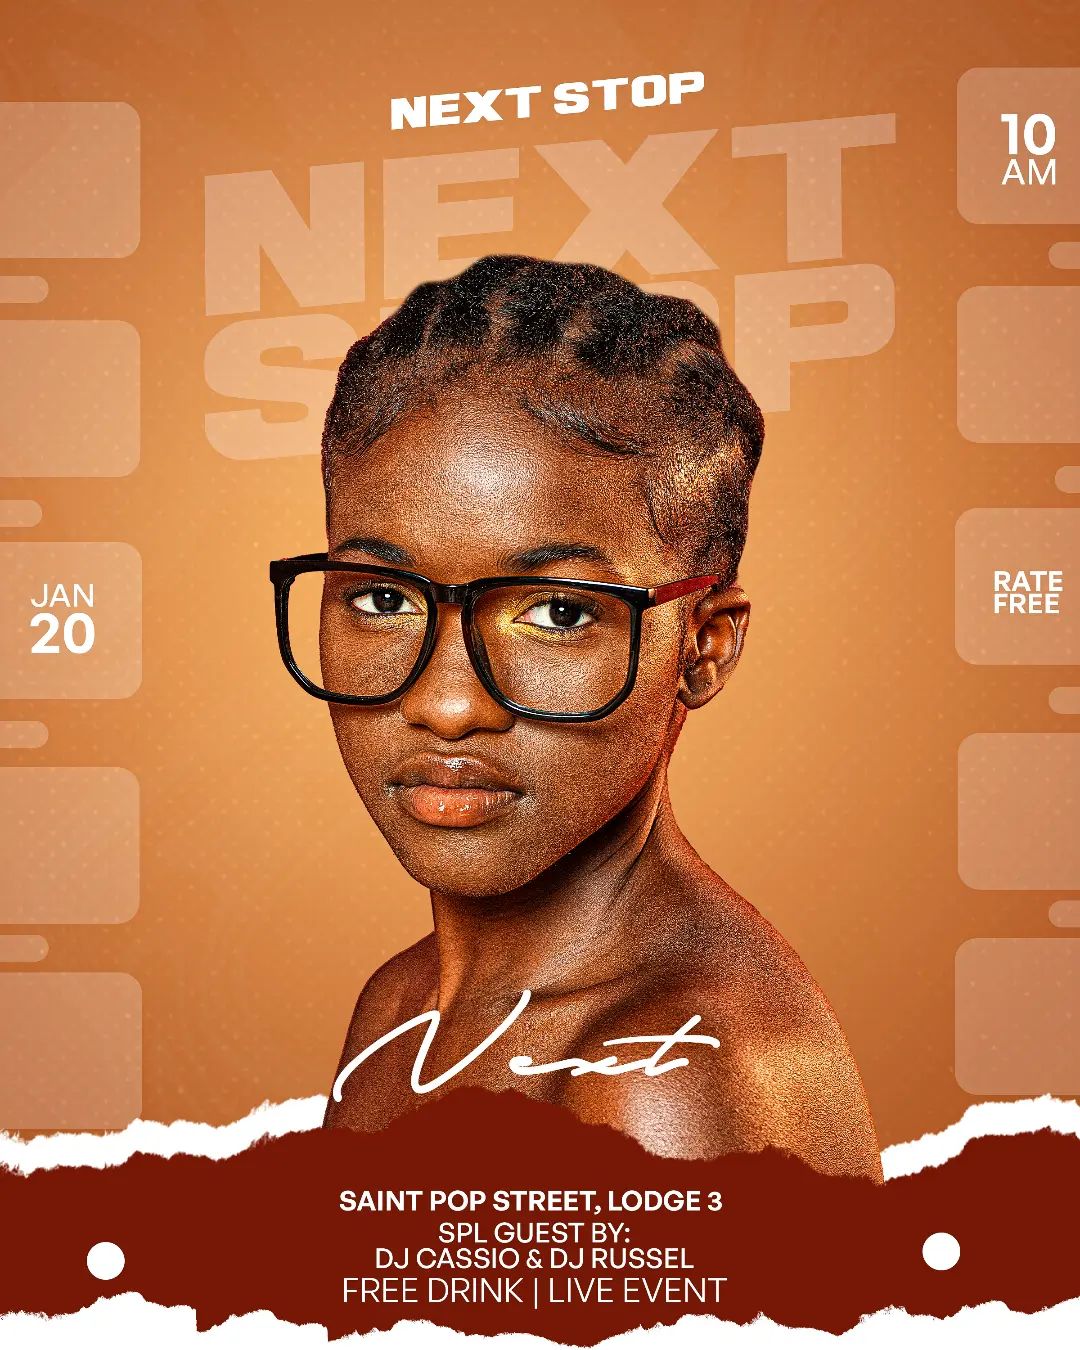 NEXT STOP
NEXT
STOP
10
AM
JAN
20
RATE
FREE
Next
SAINT POP STREET, LODGE 3
SPL GUEST BY:
DJ CASSIO & DJ RUSSEL
FREE DRINK | LIVE EVENT